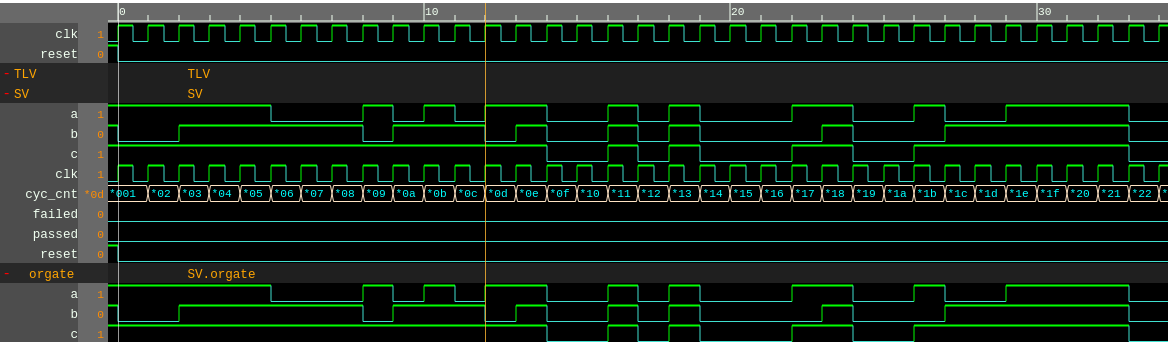 0 10 20 30
clk 1
reset 0
- TLV TLV
- SV SV
a 1
b 0
c 1
clk 1
cyc_cnt *0d *001 *02 *03 *04 *05 *06 *07 *08 *09 *0a *0b *0c *0d *0e *0f *10 *11 *12 *13 *14 *15 *16 *17 *18 *19 *1a *1b *1c *1d *1e *1f *20 *21 *22 *
failed 0
passed 0
reset 0
- orgate SV.orgate
a 1
b 0
c 1